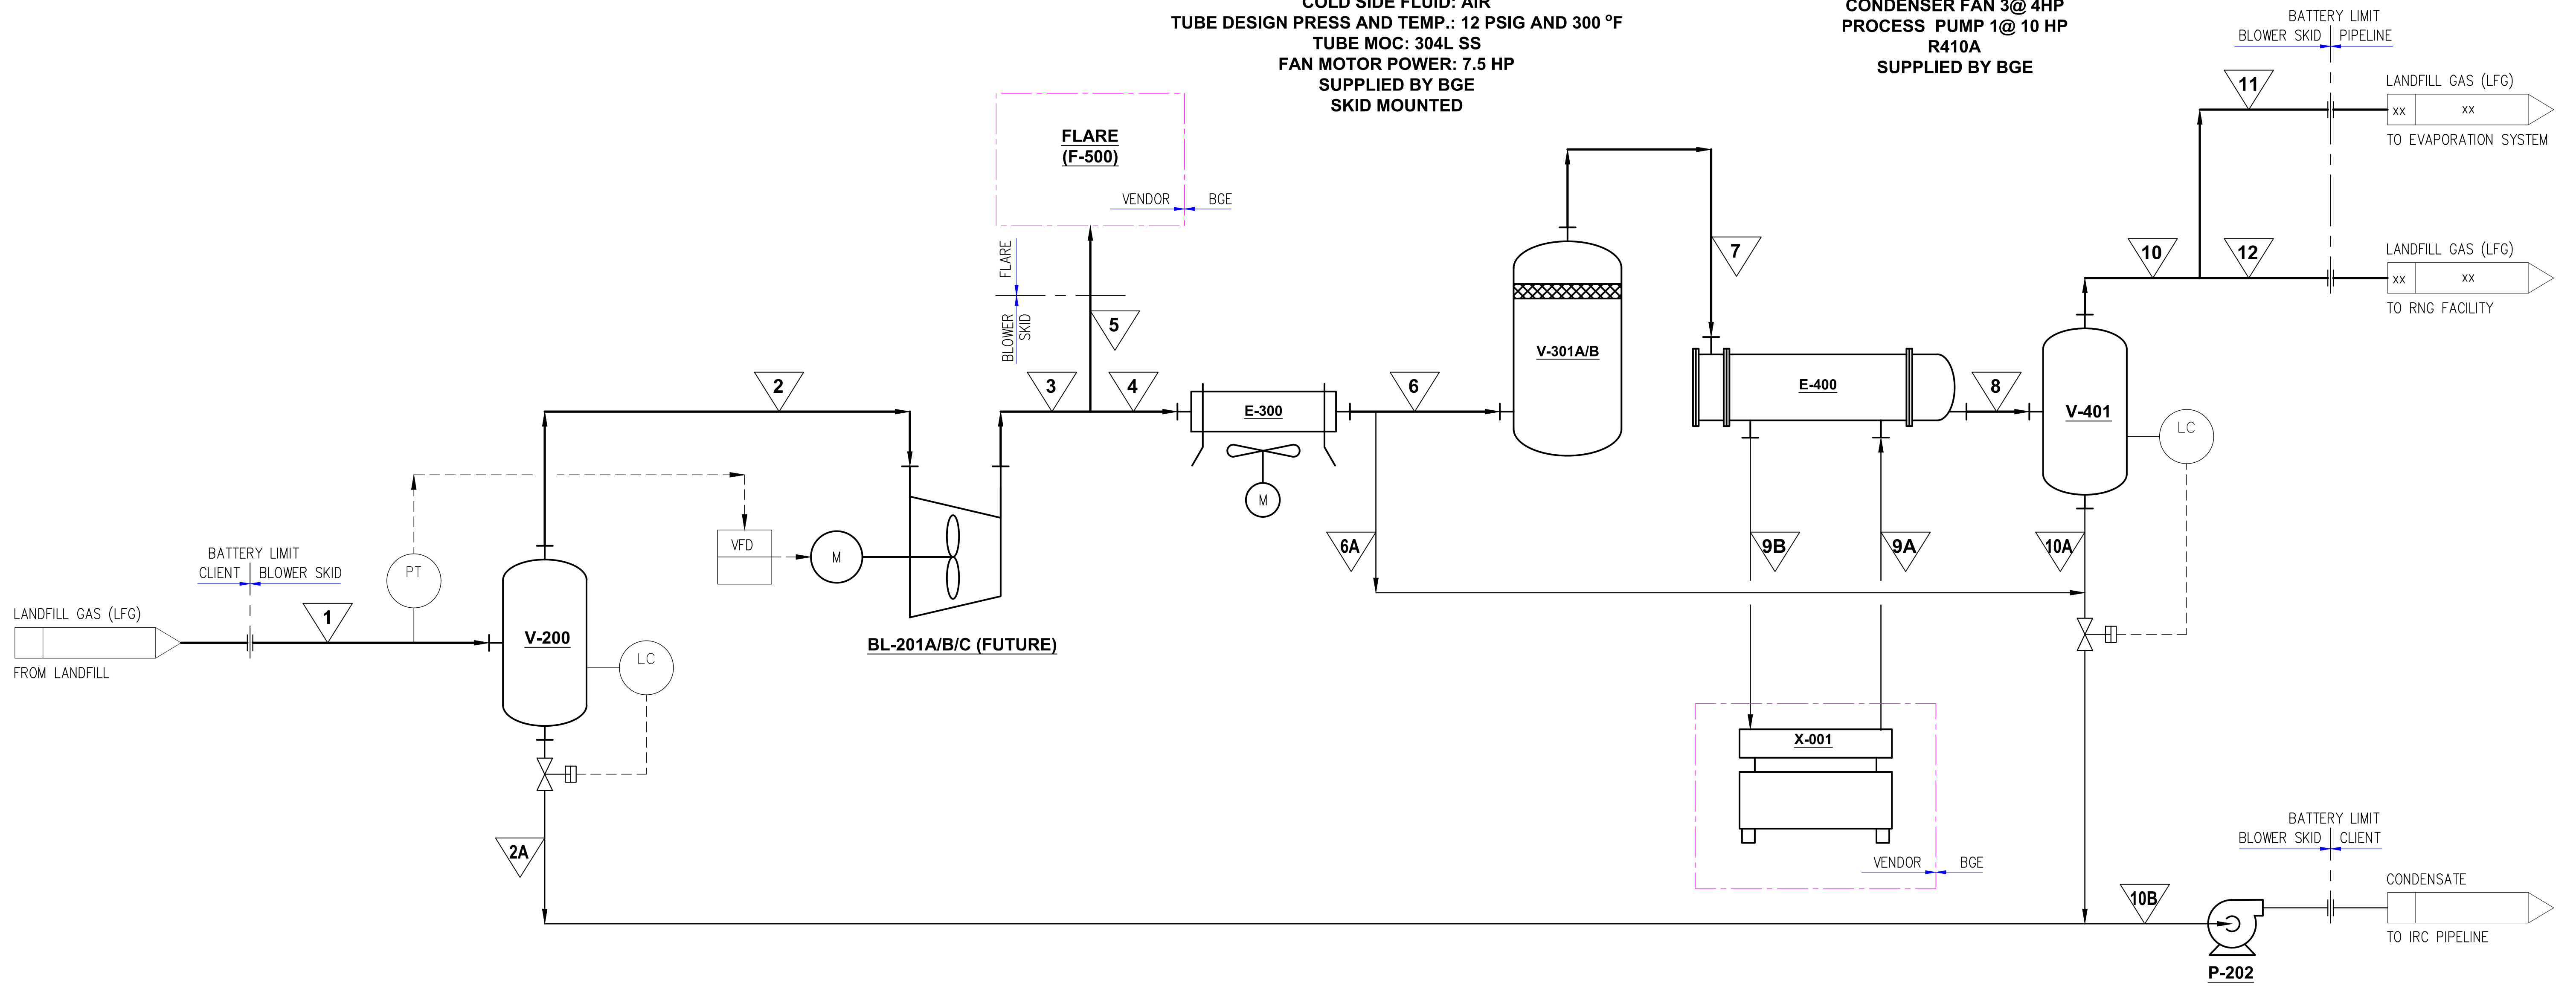 COLD SIDE FLUID: AIR
TUBE DESIGN PRESS AND TEMP.: 12 PSIG AND 300 °F
TUBE MOC: 304L SS
FAN MOTOR POWER: 7.5 HP
SUPPLIED BY BGE
SKID MOUNTED
CONDENSER FAN 3@ 4HP
PROCESS PUMP 1@ 10 HP
R410A
SUPPLIED BY BGE
BATTERY LIMIT
BLOWER SKID
PIPELINE
11
LANDFILL GAS (LFG)
xx
xx
TO EVAPORATION SYSTEM
FLARE
(F-500)
VENDOR
BGE
FLARE
BLOWER
SKID
5
7
10
12
LANDFILL GAS (LFG)
xx
xx
TO RNG FACILITY
V-301A/B
2
3
4
E-300
M
6
E-400
8
V-401
LC
6A
9B
9A
10A
BATTERY LIMIT
CLIENT
BLOWER SKID
PT
VFD
M
LANDFILL GAS (LFG)
1
FROM LANDFILL
V-200
LC
BL-201A/B/C (FUTURE)
X-001
VENDOR
BGE
2A
BATTERY LIMIT
BLOWER SKID
CLIENT
10B
CONDENSATE
TO IRC PIPELINE
P-202